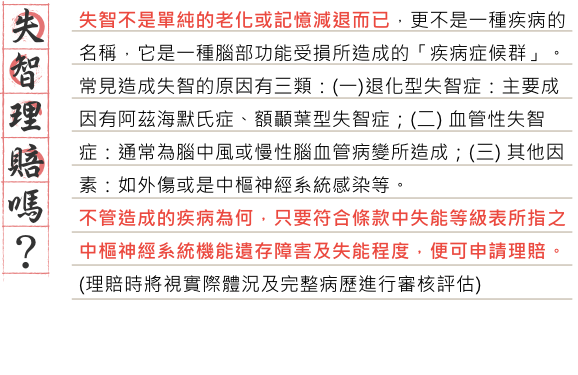 失智理賠嗎？
失智不是單純的老化或記憶減退而已，更不是一種疾病的
名稱，它是一種腦部功能受損所造成的「疾病症候群」。
常見造成失智的原因有三類：(一)退化型失智症：主要成
因有阿茲海默氏症、額顳葉型失智症；(二) 血管性失智
症：通常為腦中風或慢性腦血管病變所造成；(三) 其他因
素：如外傷或是中樞神經系統感染等。
不管造成的疾病為何，只要符合條款中失能等級表所指之
中樞神經系統機能遺存障害及失能程度，便可申請理賠。
(理賠時將視實際體況及完整病歷進行審核評估)